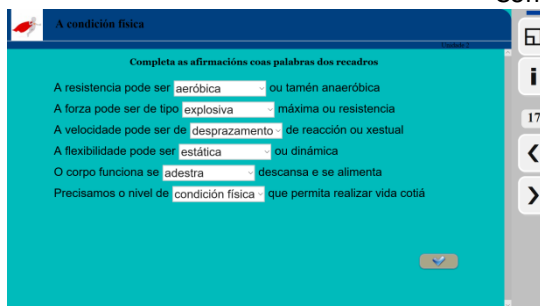 A condición física
Unidade 2
Completa as afirmacións coas palabras dos recadros
A resistencia pode ser aeróbica ou tamén anaeróbica
A forza pode ser de tipo explosiva máxima ou resistencia
A velocidade pode ser de desprazamento de reacción ou xestual
A flexibilidade pode ser estática ou dinámica
O corpo funciona se adestra descansa e se alimenta
Precisamos o nivel de condición física que permita realizar vida cotiá
i
17